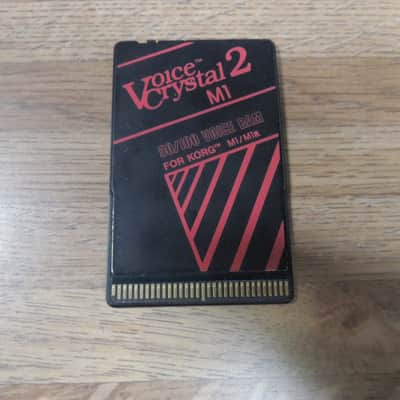 Voice™
Crystal 2
M1
50/100 VOICE RAM
FOR KORG™ M1/M1R